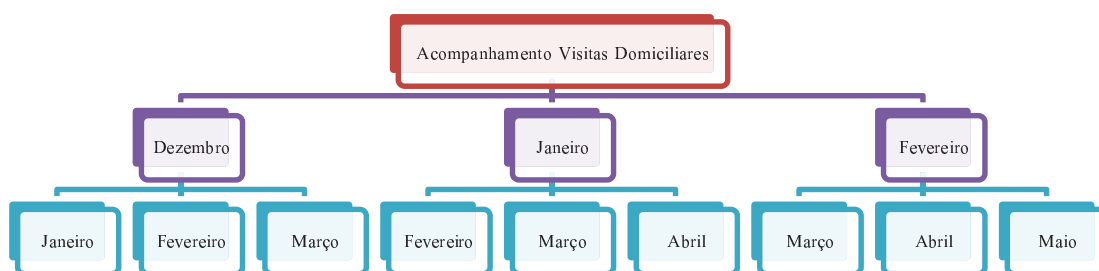 Acompanhamento Visitas Domiciliares
Dezembro
Janeiro
Fevereiro
Janeiro
Fevereiro
Março
Fevereiro
Março
Abril
Março
Abril
Maio